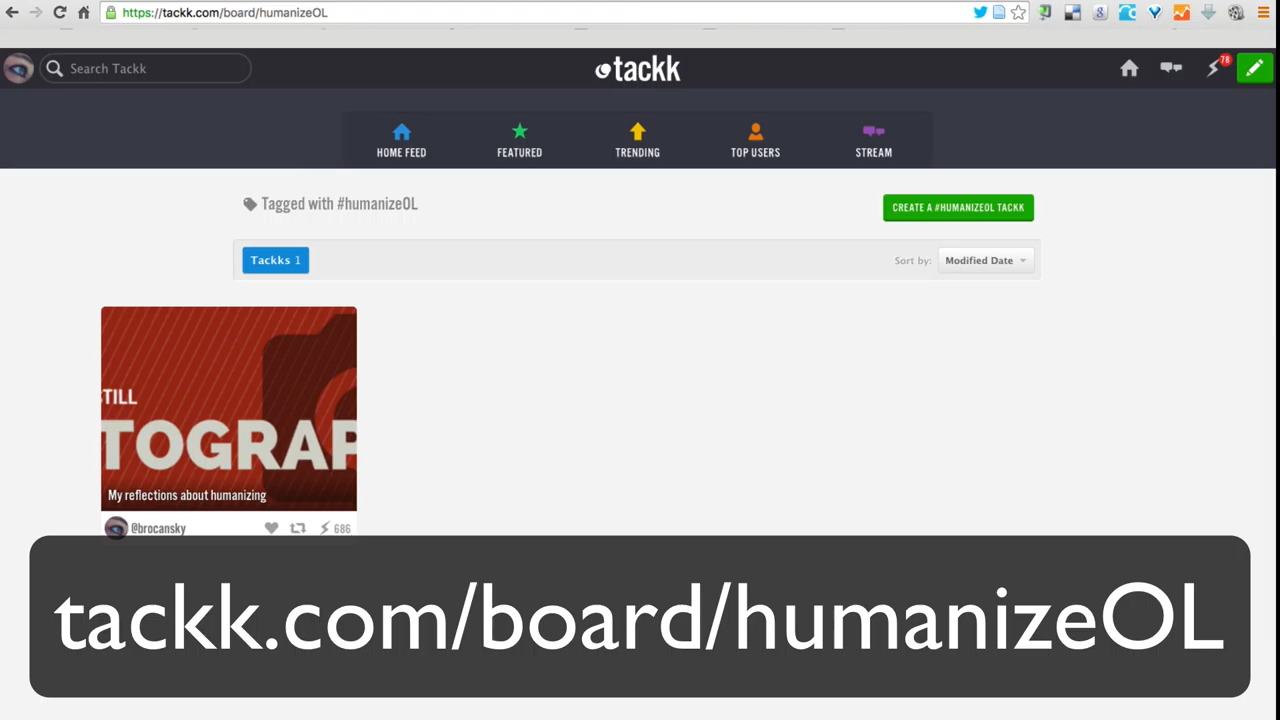 https://tackk.com/board/humanizeOL
Search Tackk
tackk
78
HOME FEED
FEATURED
TRENDING
TOP USERS
STREAM
Tagged with #humanizeOL
CREATE A #HUMANIZEOL TACKK
Tackks 1
Sort by:
Modified Date
STILL
TOGRAP
My reflections about humanizing
@brocansky
686
tackk.com/board/humanizeOL